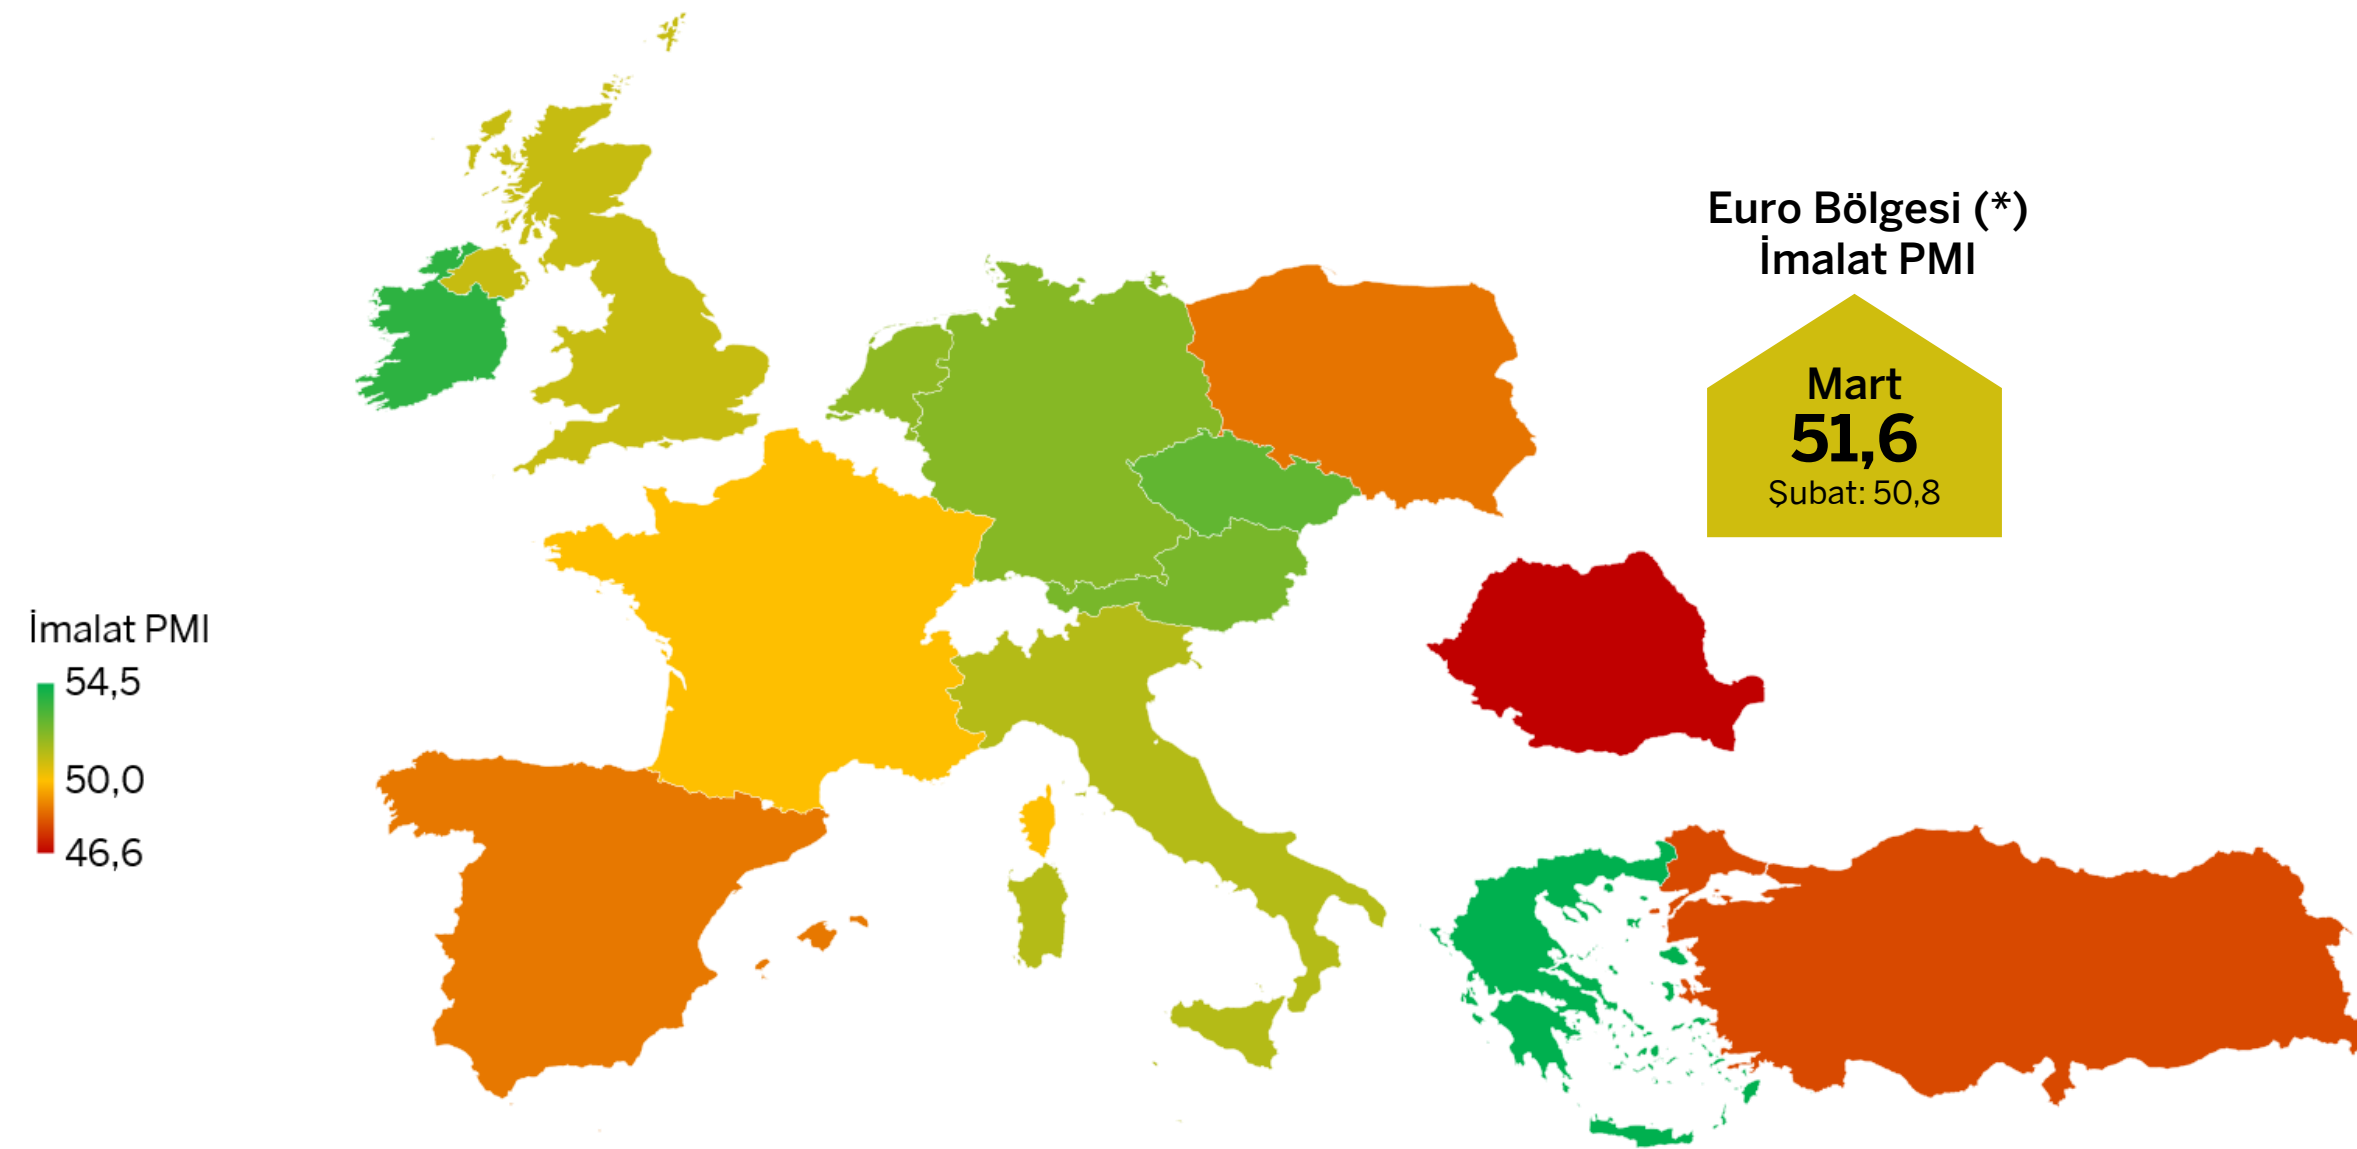 Euro Bölgesi (*)
İmalat PMI
Mart
51,6
Şubat: 50,8
İmalat PMI
54,5
50,0
46,6